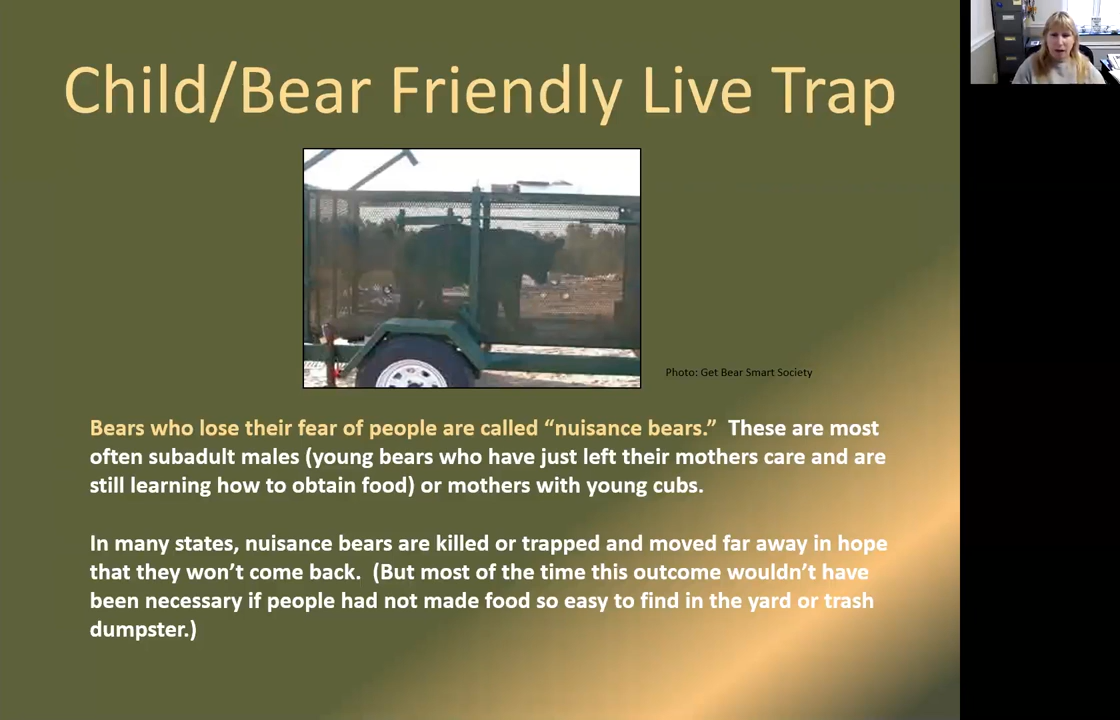 Child/Bear Friendly Live Trap
Photo: Get Bear Smart Society
Bears who lose their fear of people are called “nuisance bears.”  These are most
often subadult males (young bears who have just left their mothers care and are
still learning how to obtain food) or mothers with young cubs.
In many states, nuisance bears are killed or trapped and moved far away in hope
that they won’t come back.  (But most of the time this outcome wouldn’t have
been necessary if people had not made food so easy to find in the yard or trash
dumpster.)